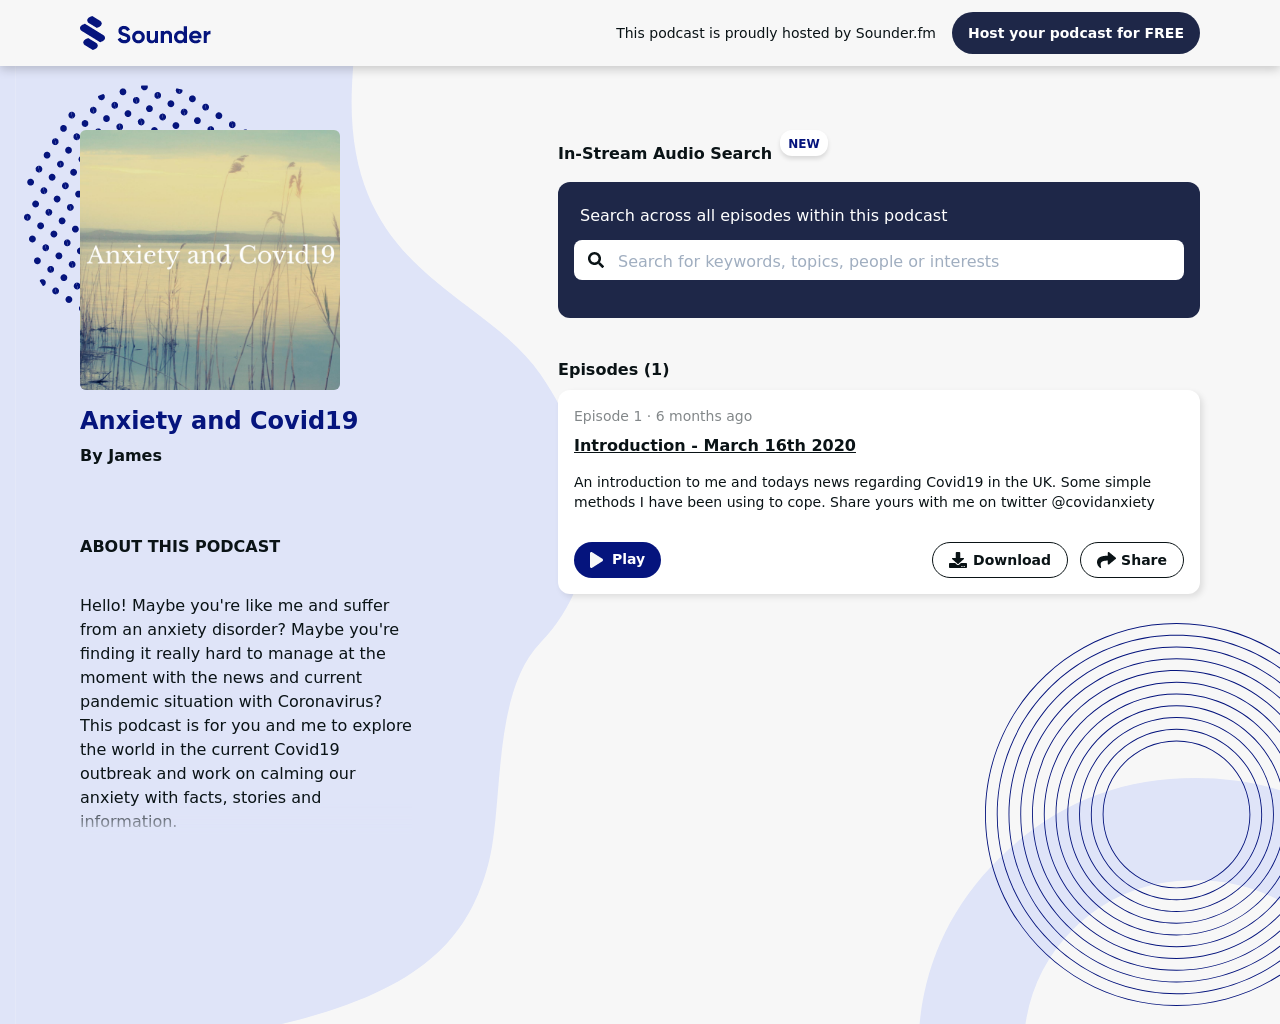 Sounder
This podcast is proudly hosted by Sounder.fm
Host your podcast for FREE
Anxiety and Covid19
Anxiety and Covid19
By James
ABOUT THIS PODCAST
Hello! Maybe you're like me and suffer
from an anxiety disorder? Maybe you're
finding it really hard to manage at the
moment with the news and current
pandemic situation with Coronavirus?
This podcast is for you and me to explore
the world in the current Covid19
outbreak and work on calming our
anxiety with facts, stories and
information.
In-Stream Audio Search
NEW
Search across all episodes within this podcast
Search for keywords, topics, people or interests
Episodes (1)
Episode 1 · 6 months ago
Introduction - March 16th 2020
An introduction to me and todays news regarding Covid19 in the UK. Some simple
methods I have been using to cope. Share yours with me on twitter @covidanxiety
Play
Download
Share